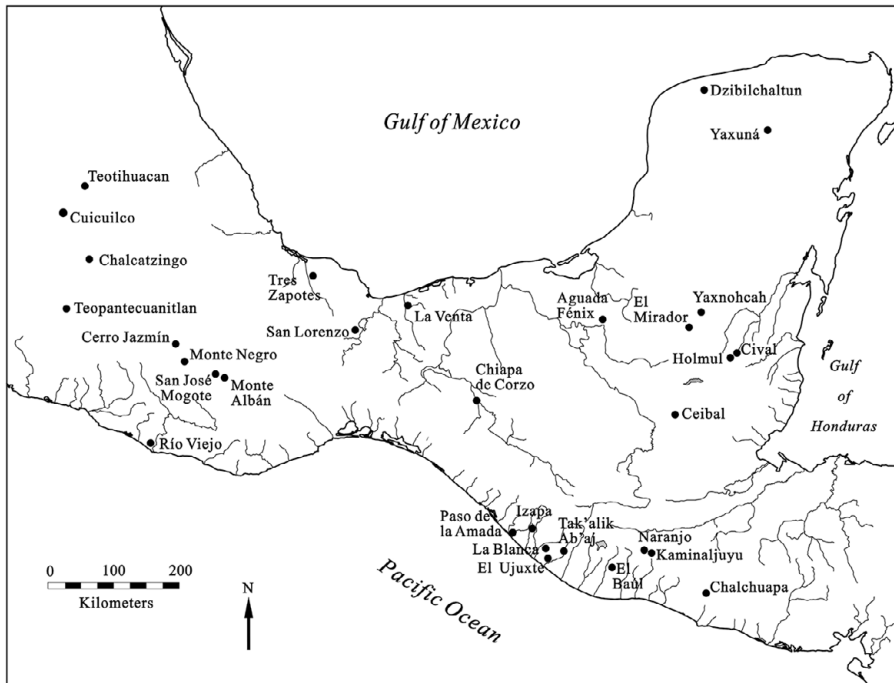 Gulf of Mexico
Dzibilchaltun
Yaxuná
Teotihuacan
Cuicuilco
Chalcatzingo
Teopantecuanitlan
Tres
Zapotes
La Venta
San Lorenzo
Aguada
Fénix
El
Mirador
Yaxnohcah
Cerro Jazmín
Monte Negro
San José
Mogote
Monte
Albán
Chiapa
de Corzo
Holmul
Cival
Gulf
of
Honduras
Ceibal
Río Viejo
Paso de
la Amada
Izapa
Tak'alik
Ab'aj
La Blanca
El Ujuxte
Naranjo
Kaminaljuyu
El
Baúl
Chalchuapa
Pacific Ocean
0 100 200
Kilometers
N